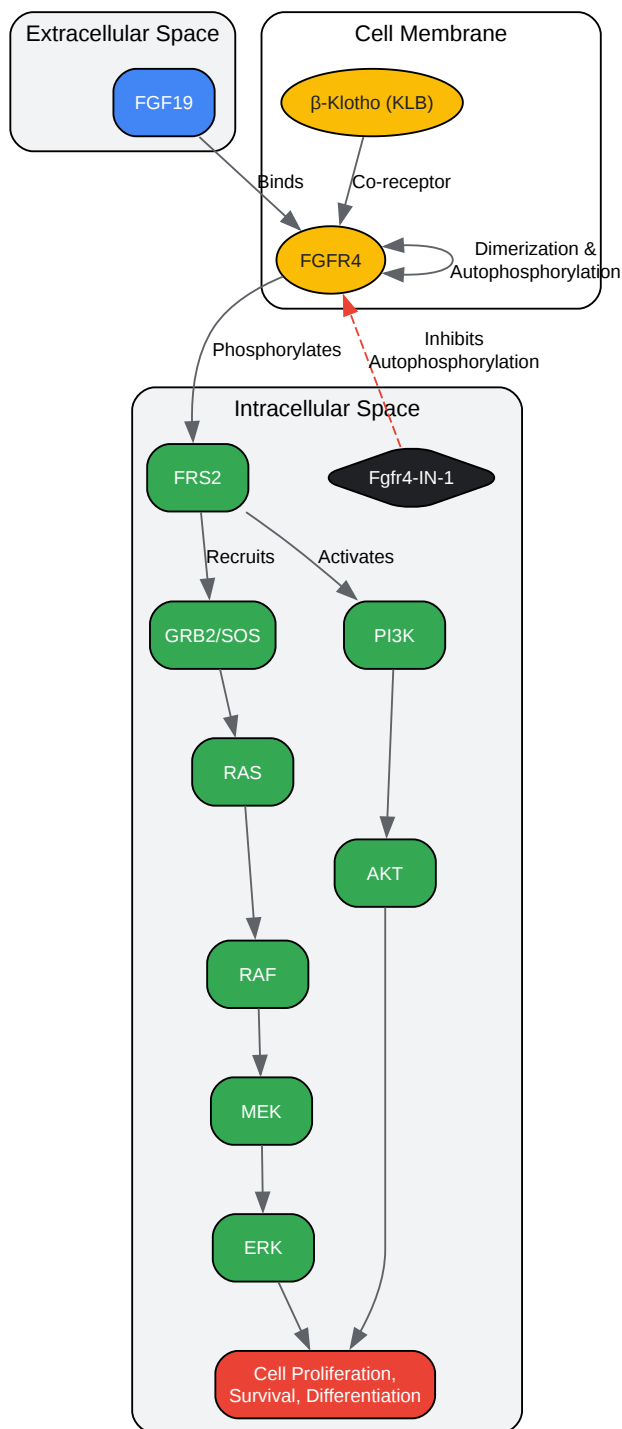 Extracellular Space
Cell Membrane
FGF19
β-Klotho (KLB)
Binds
Co-receptor
FGFR4
Dimerization &
Autophosphorylation
Phosphorylates
Inhibits
Autophosphorylation
Intracellular Space
FRS2
Fgfr4-IN-1
Recruits
Activates
GRB2/SOS
PI3K
RAS
AKT
RAF
MEK
ERK
Cell Proliferation,
Survival, Differentiation